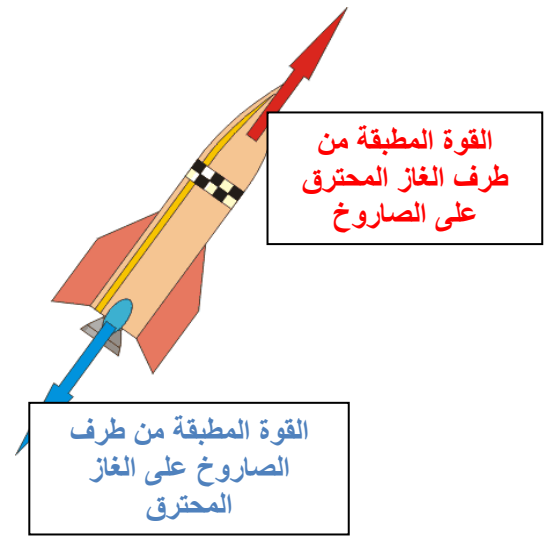 القوة المطبقة من
طرف الغاز المحترق
على الصاروخ
القوة المطبقة من طرف
الصاروخ على الغاز
المحترق